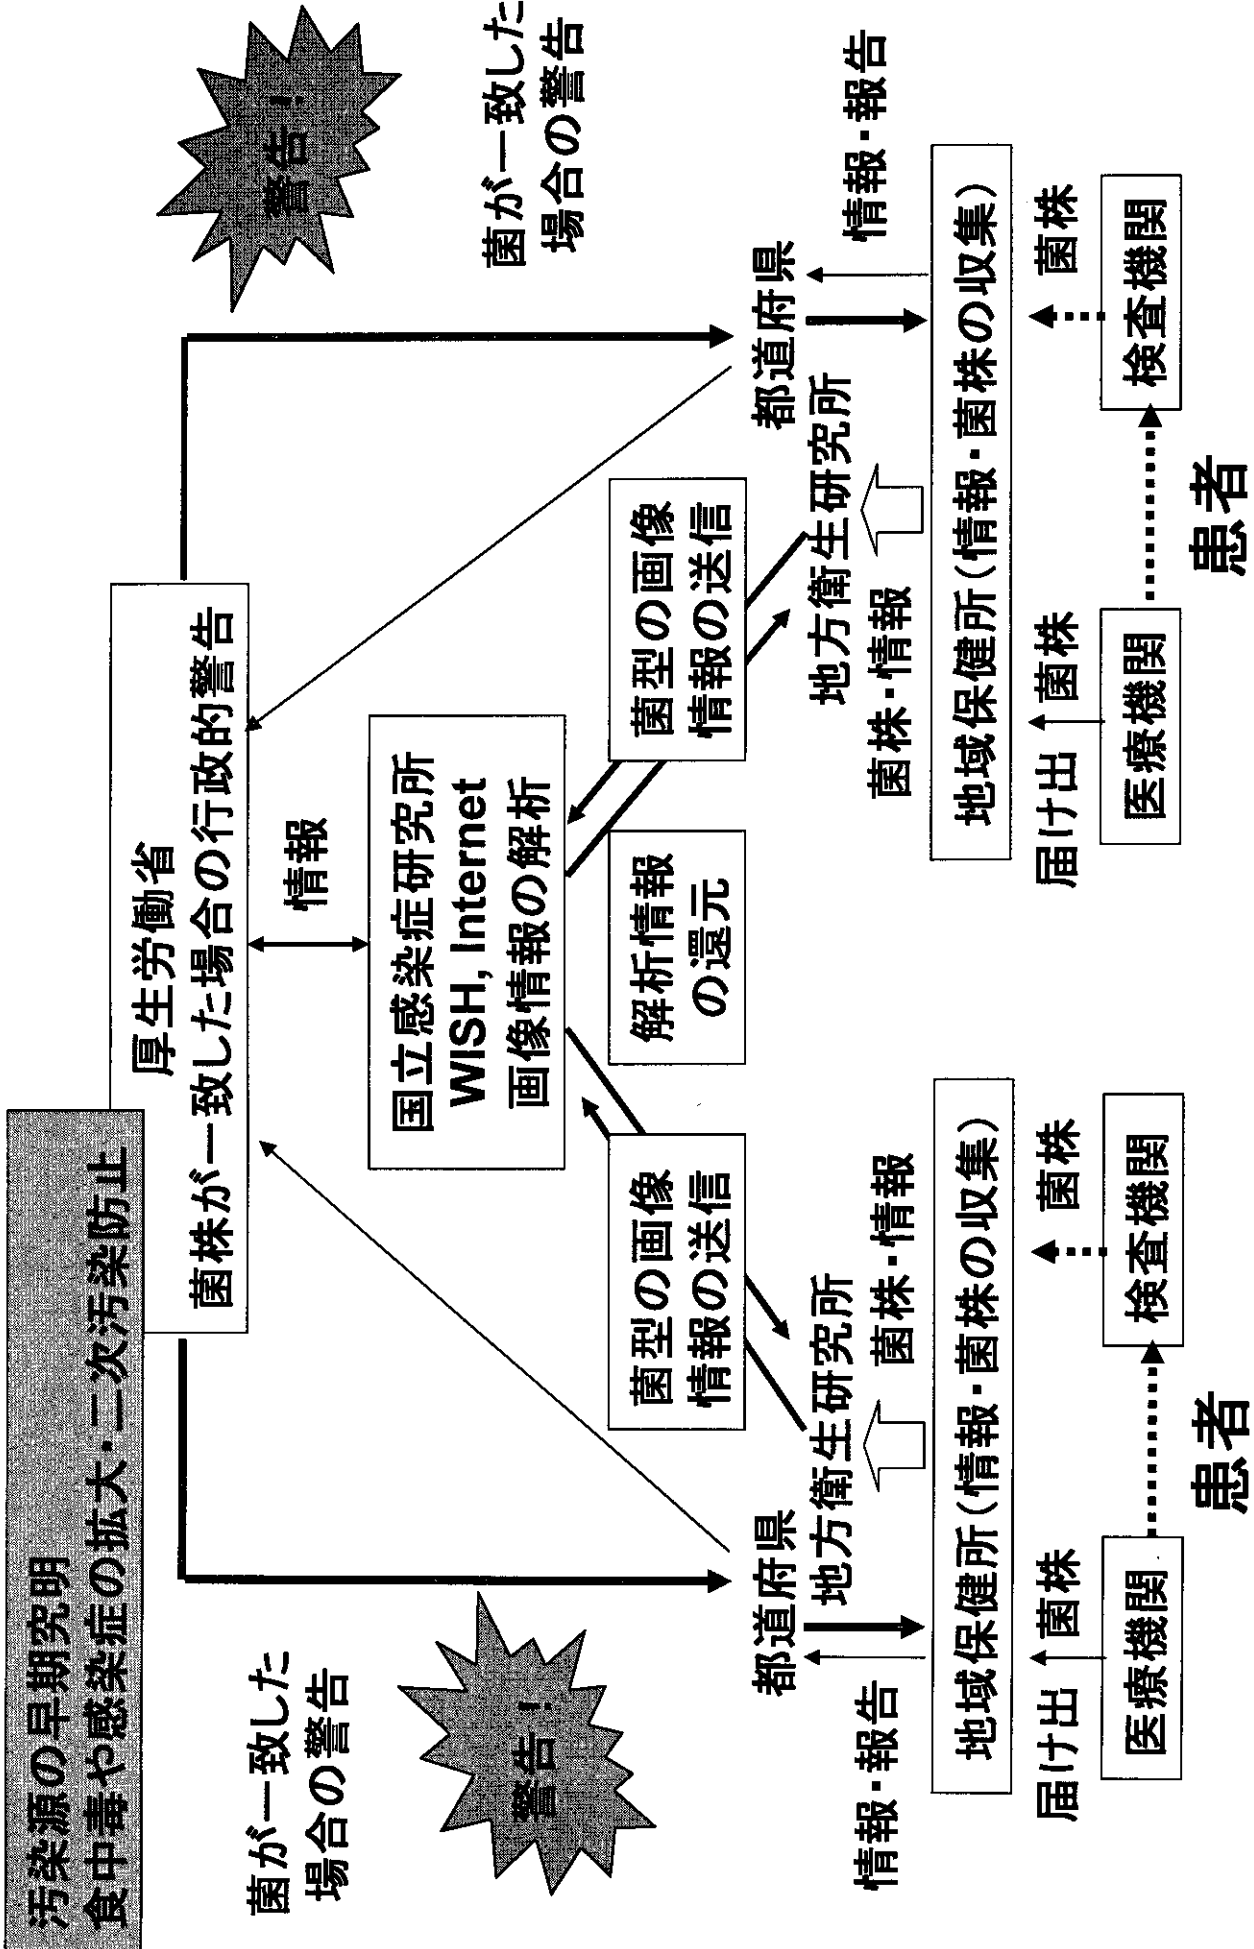 汚染源の早期究明
食中毒や感染症の拡大・二次汚染防止
厚生労働省
菌株が一致した場合の行政的警告
菌が一致した
場合の警告
警告！
警告！
菌が一致した
場合の警告
情報
国立感染症研究所
WISH, Internet
画像情報の解析
菌型の画像
情報の送信
解析情報
の還元
菌型の画像
情報の送信
都道府県
地方衛生研究所
都道府県
地方衛生研究所
情報・報告
菌株・情報
菌株・情報
情報・報告
地域保健所（情報・菌株の収集）
地域保健所（情報・菌株の収集）
届け出
菌株
菌株
届け出
菌株
菌株
医療機関
検査機関
医療機関
検査機関
患者
患者